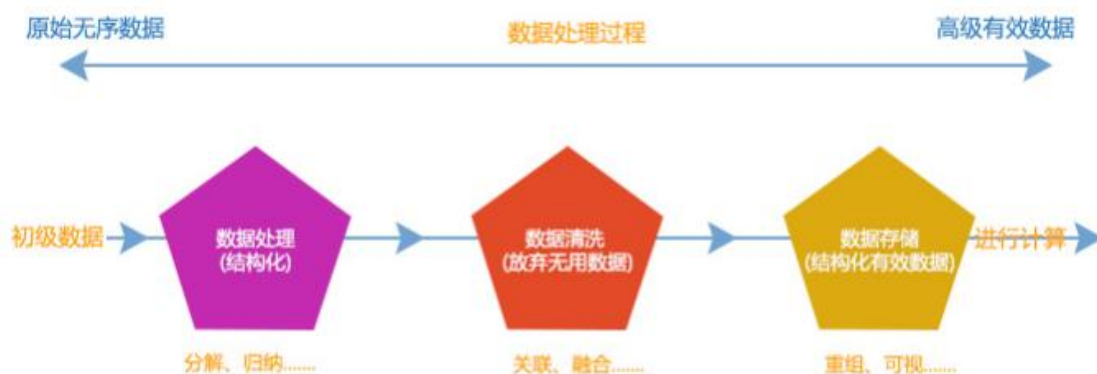 原始无序数据
数据处理过程
高级有效数据
初级数据
数据处理
(结构化)
数据清洗
(放弃无用数据)
数据存储
(结构化有效数据)
进行计算
分解、归纳......
关联、融合......
重组、可视......